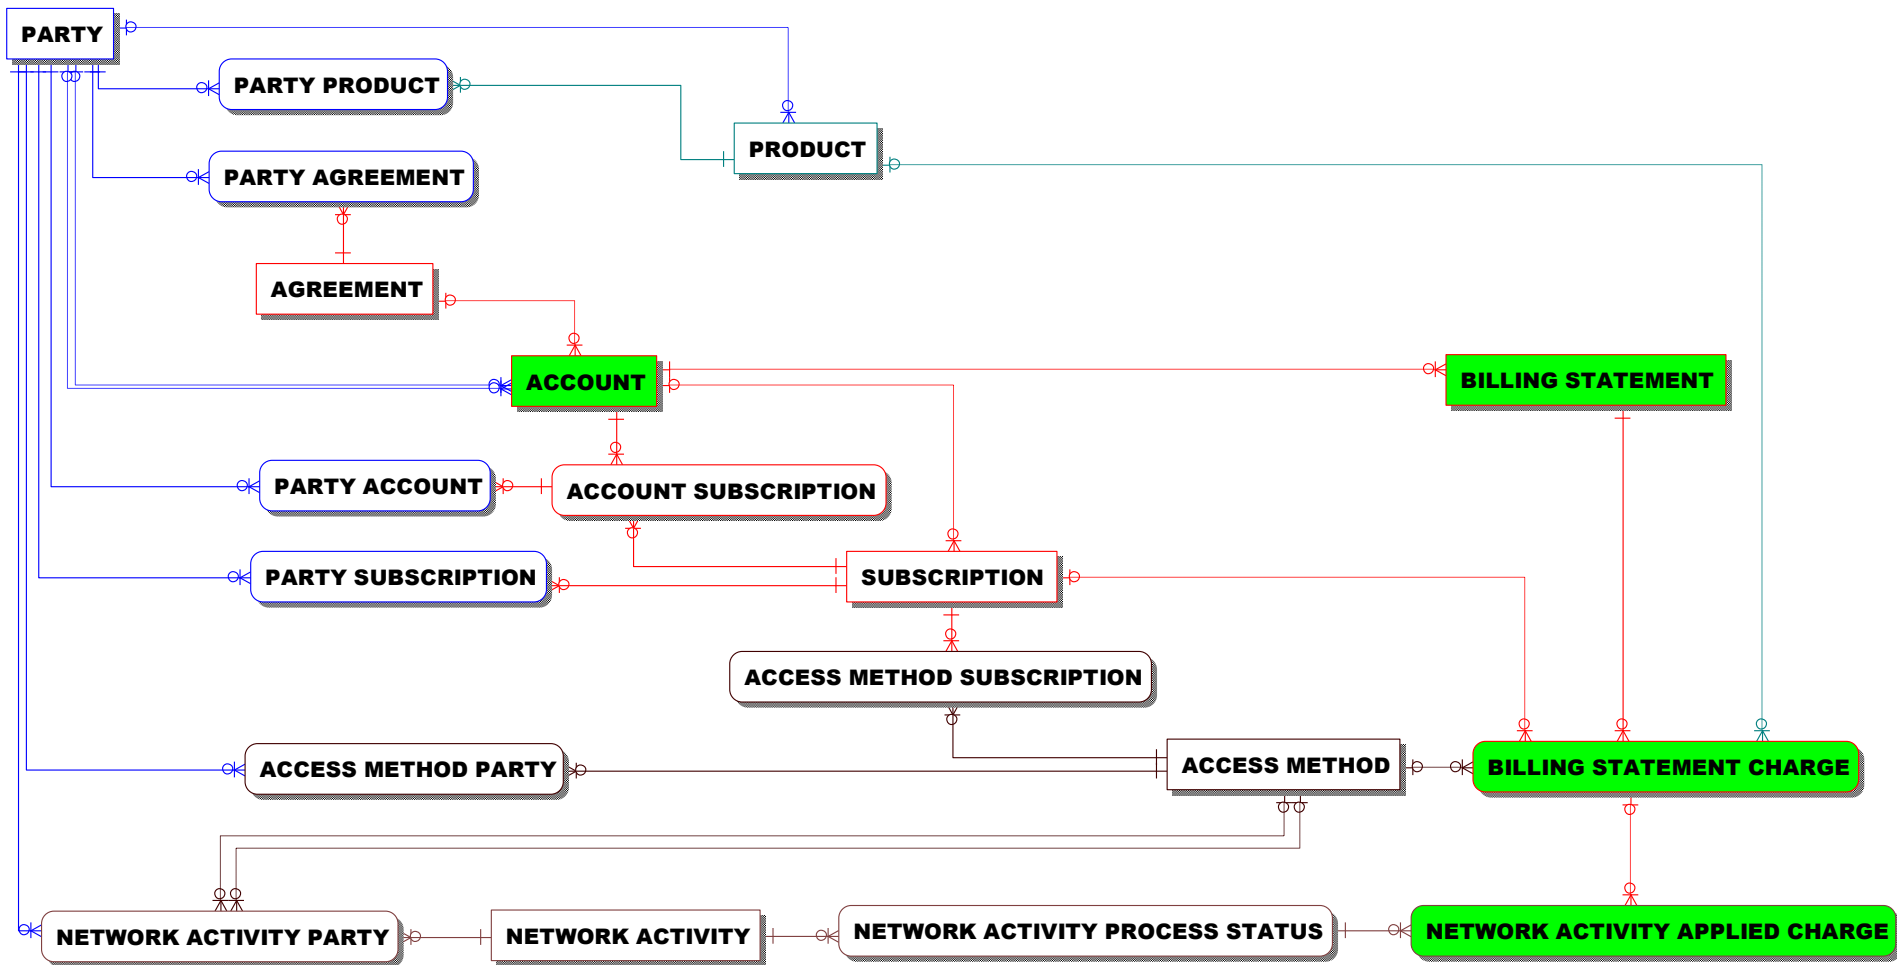 PARTY
PARTY PRODUCT
PRODUCT
PARTY AGREEMENT
AGREEMENT
ACCOUNT
BILLING STATEMENT
PARTY ACCOUNT
ACCOUNT SUBSCRIPTION
PARTY SUBSCRIPTION
SUBSCRIPTION
ACCESS METHOD SUBSCRIPTION
ACCESS METHOD PARTY
ACCESS METHOD
BILLING STATEMENT CHARGE
NETWORK ACTIVITY PARTY
NETWORK ACTIVITY
NETWORK ACTIVITY PROCESS STATUS
NETWORK ACTIVITY APPLIED CHARGE